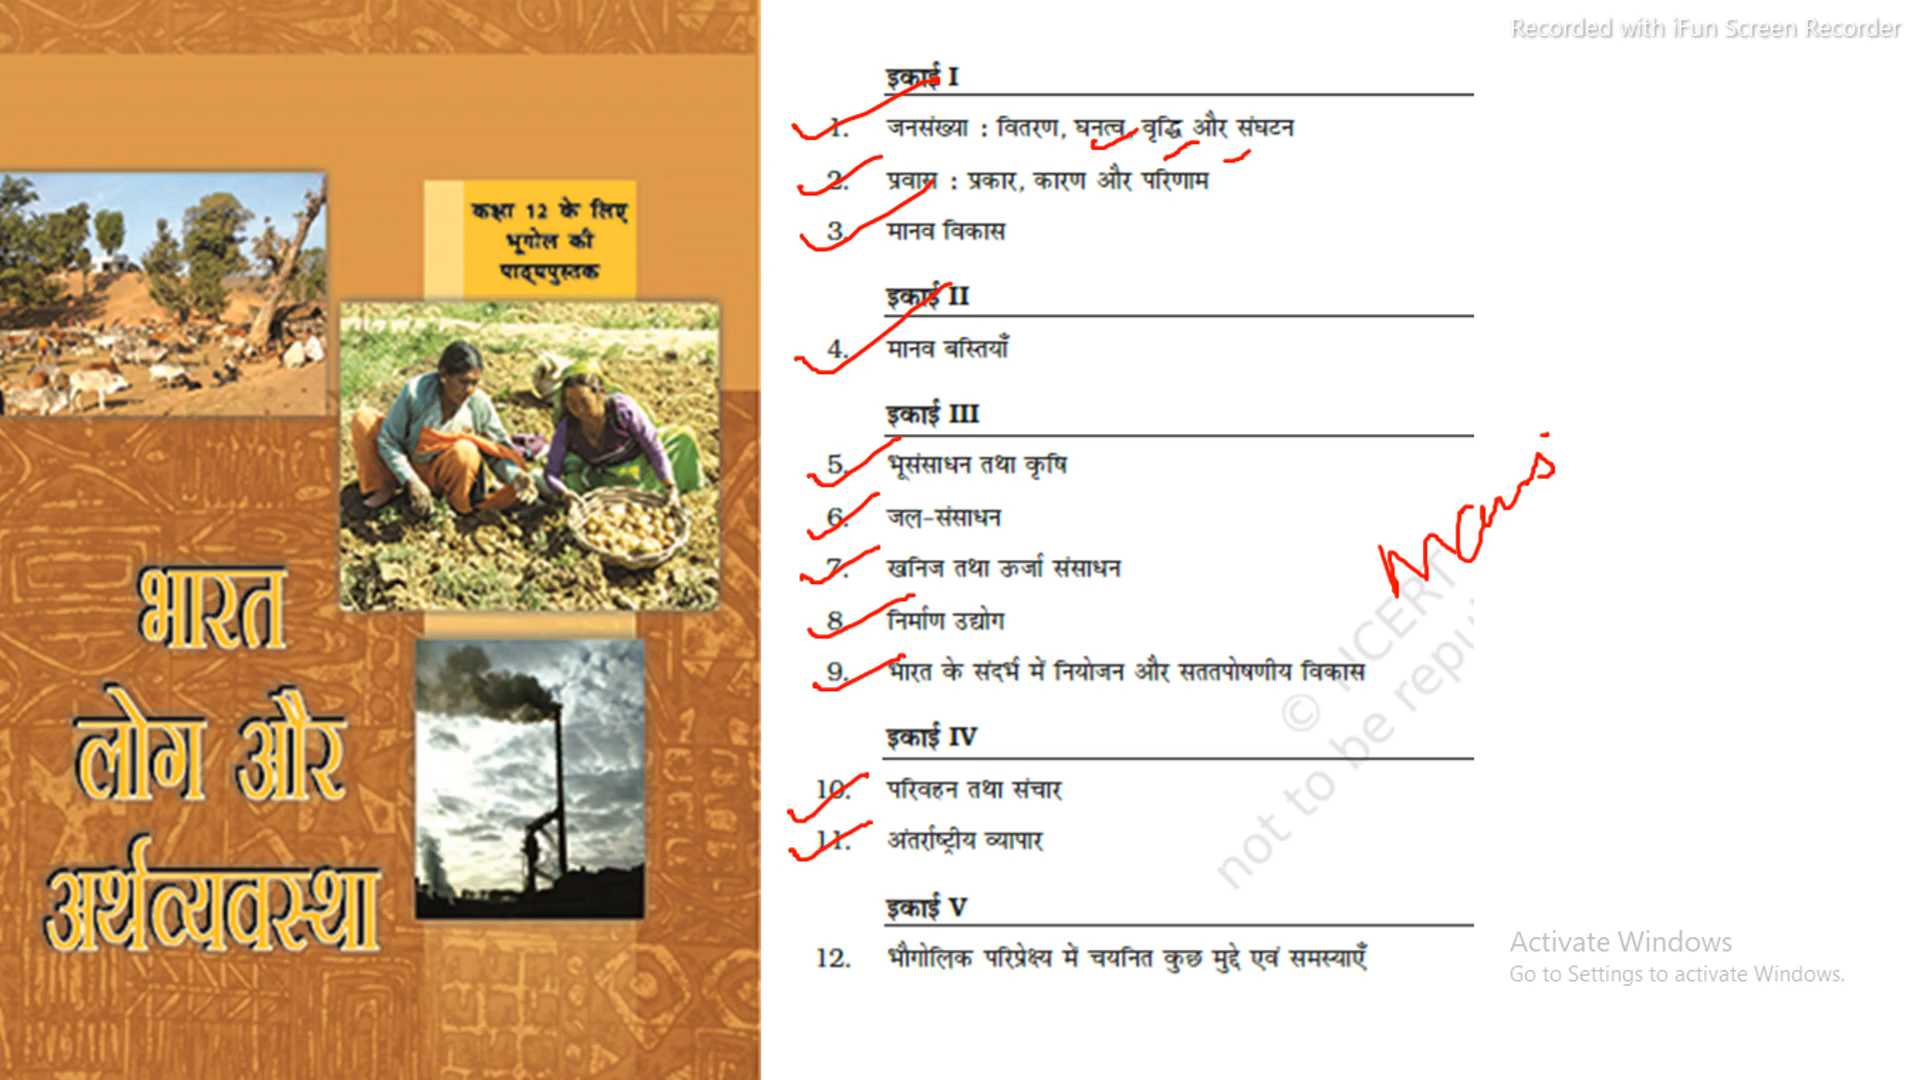 Recorded with iFun Screen Recorder
कक्षा 12 के लिए
भूगोल की
पाठ्यपुस्तक
भारत
लोग और
अर्थव्यवस्था
इकाई I
1. जनसंख्या : वितरण, घनत्व, वृद्धि और संघटन
2. प्रवास : प्रकार, कारण और परिणाम
3. मानव विकास
इकाई II
4. मानव बस्तियाँ
इकाई III
5. भूसंसाधन तथा कृषि
6. जल-संसाधन
7. खनिज तथा ऊर्जा संसाधन
8. निर्माण उद्योग
9. भारत के संदर्भ में नियोजन और सततपोषणीय विकास
इकाई IV
10. परिवहन तथा संचार
11. अंतर्राष्ट्रीय व्यापार
इकाई V
12. भौगोलिक परिप्रेक्ष्य में चयनित कुछ मुद्दे एवं समस्याएँ
© NCERT
not to be
Activate Windows
Go to Settings to activate Windows.